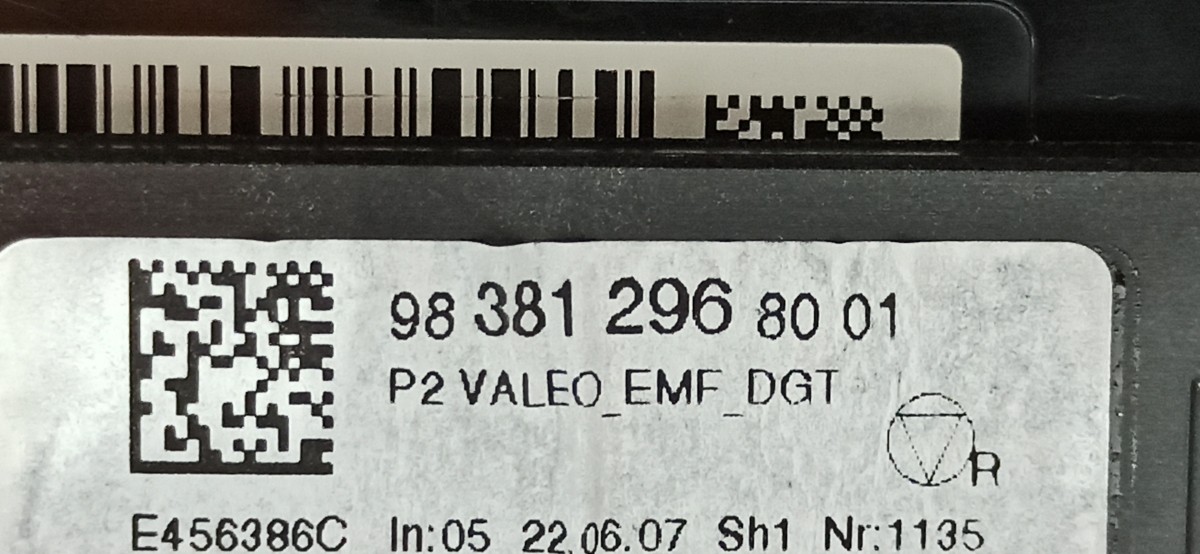 98 381 296 80 01
P2 VALEO_EMF_DGT
R
E456386C In:05 22.06.07 Sh1 Nr:1135